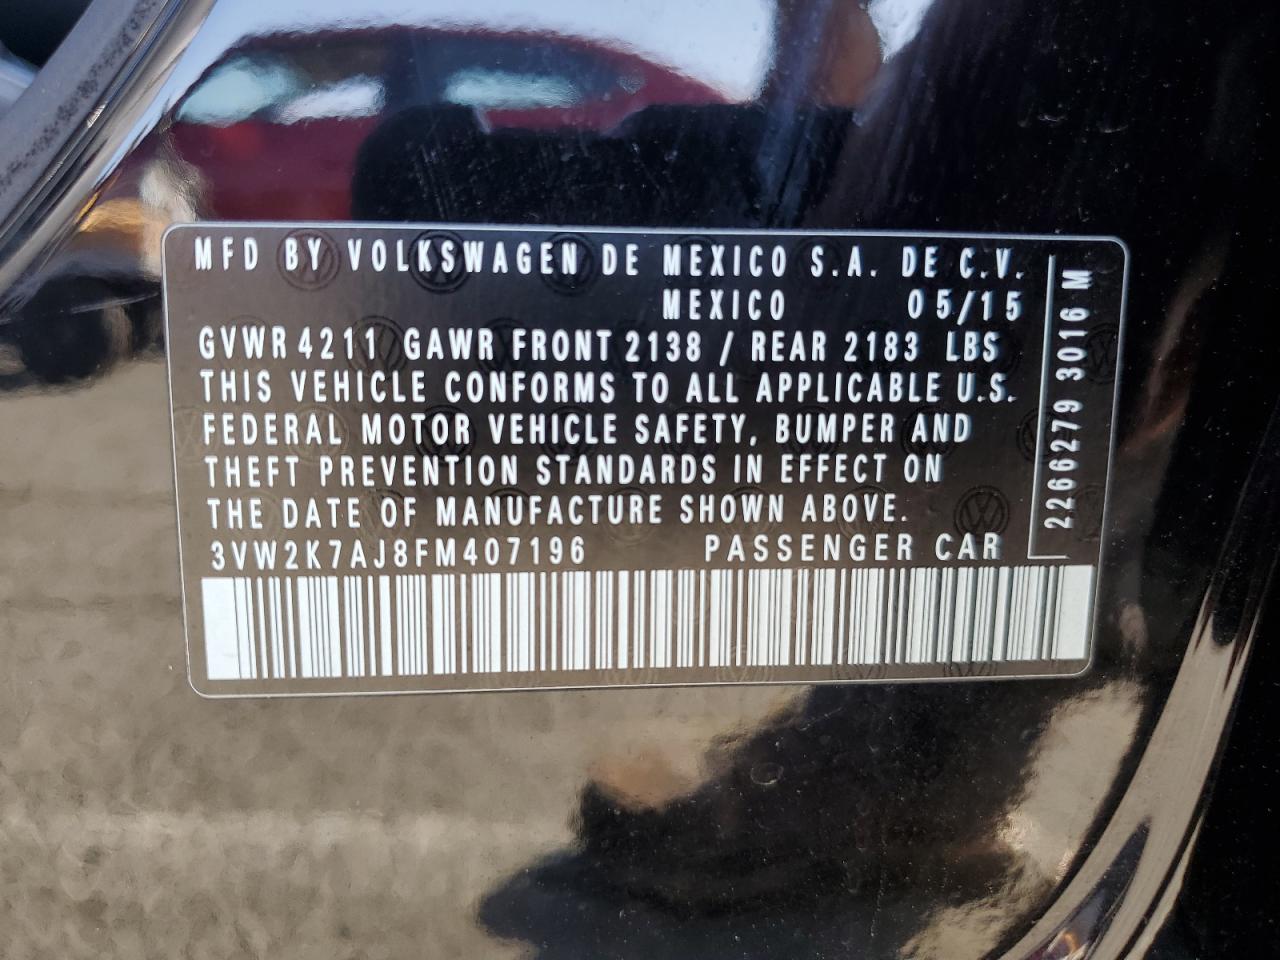 MFD BY VOLKSWAGEN DE MEXICO S.A. DE C.V.
MEXICO 05/15
GVWR 4211 GAWR FRONT 2138 / REAR 2183 LBS
THIS VEHICLE CONFORMS TO ALL APPLICABLE U.S.
FEDERAL MOTOR VEHICLE SAFETY, BUMPER AND
THEFT PREVENTION STANDARDS IN EFFECT ON
THE DATE OF MANUFACTURE SHOWN ABOVE.
3VW2K7AJ8FM407196 PASSENGER CAR
2266279 3016 M